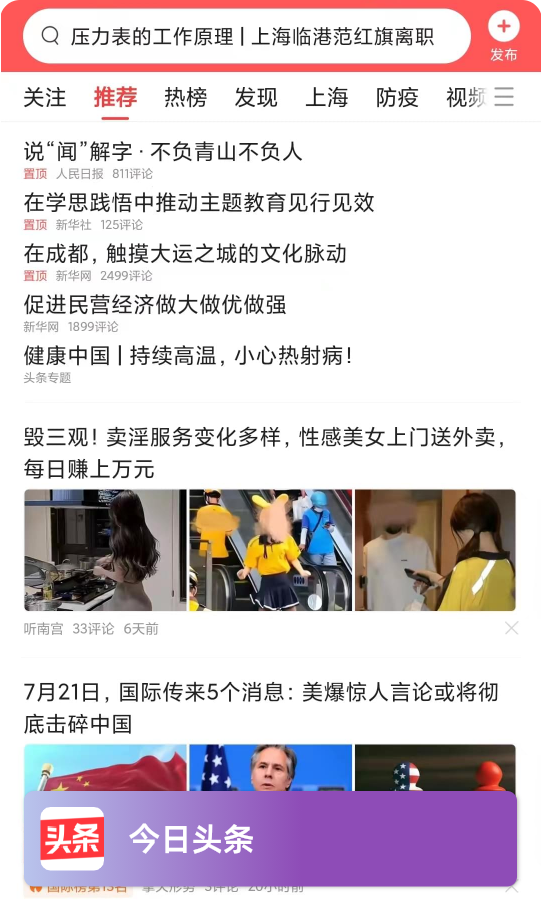 压力表的工作原理 | 上海临港范红旗离职
发布
关注 推荐 热榜 发现 上海 防疫 视频
说“闻”解字 · 不负青山不负人
置顶 人民日报 811评论
在学思践悟中推动主题教育见行见效
置顶 新华社 125评论
在成都，触摸大运之城的文化脉动
置顶 新华网 2499评论
促进民营经济做大做优做强
新华网 1899评论
健康中国 | 持续高温，小心热射病！
头条专题
毁三观！卖淫服务变化多样，性感美女上门送外卖，
每日赚上万元
听南宫 33评论 6天前
7月21日，国际传来5个消息：美爆惊人言论或将彻
底击碎中国
头条 今日头条